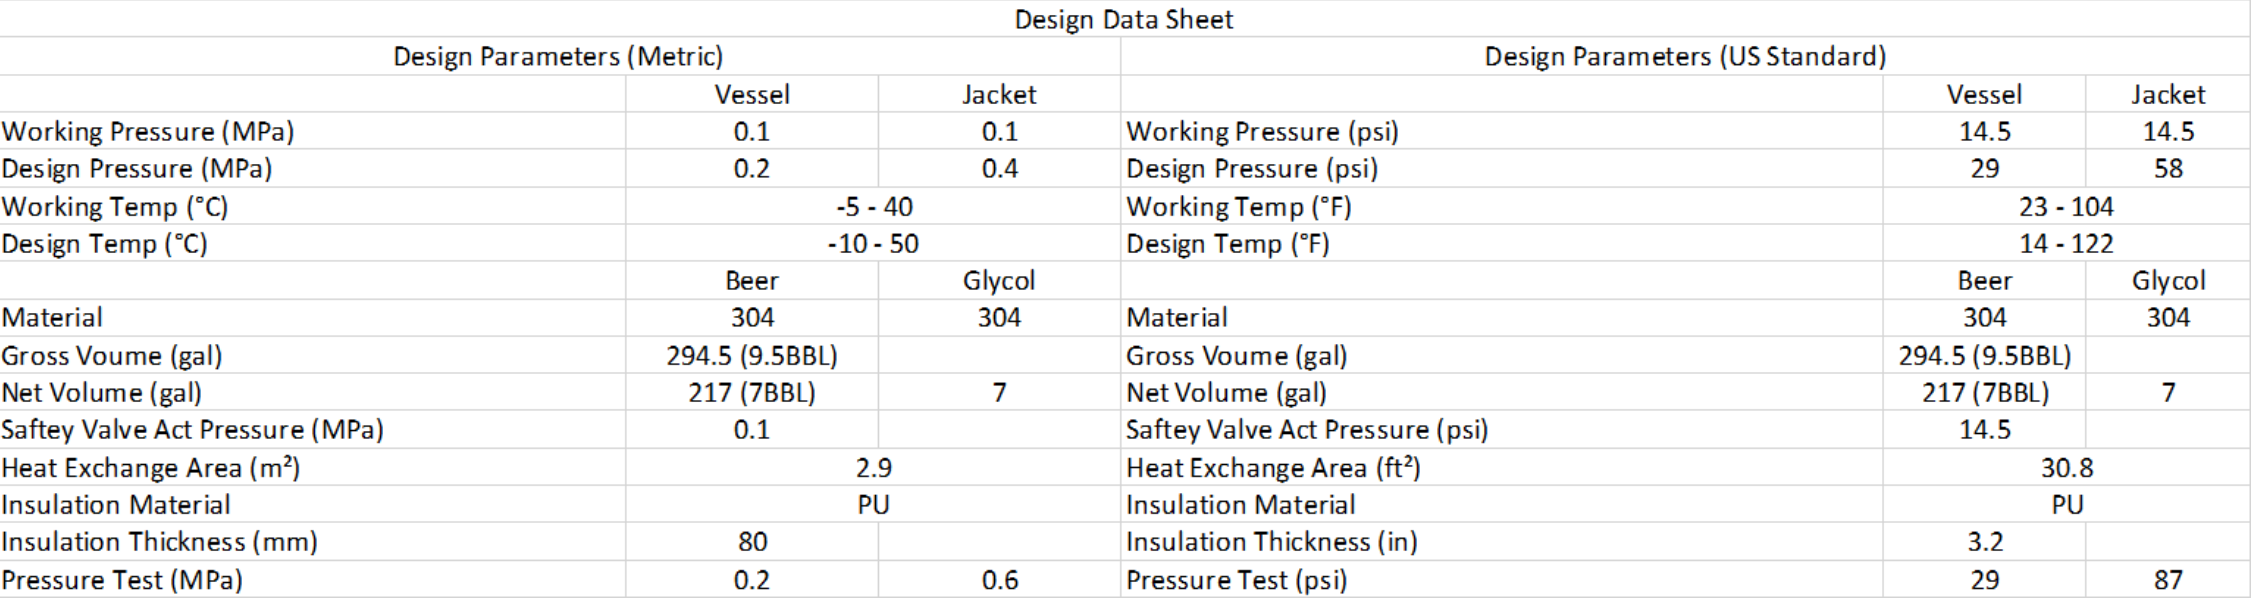 Design Data Sheet
Design Parameters (Metric) Design Parameters (US Standard)
Vessel Jacket Vessel Jacket
Working Pressure (MPa) 0.1 0.1 Working Pressure (psi) 14.5 14.5
Design Pressure (MPa) 0.2 0.4 Design Pressure (psi) 29 58
Working Temp (°C) -5 - 40 Working Temp (°F) 23 - 104
Design Temp (°C) -10 - 50 Design Temp (°F) 14 - 122
Beer Glycol Beer Glycol
Material 304 304 Material 304 304
Gross Voume (gal) 294.5 (9.5BBL) Gross Voume (gal) 294.5 (9.5BBL)
Net Volume (gal) 217 (7BBL) 7 Net Volume (gal) 217 (7BBL) 7
Saftey Valve Act Pressure (MPa) 0.1 Saftey Valve Act Pressure (psi) 14.5
Heat Exchange Area (m²) 2.9 Heat Exchange Area (ft²) 30.8
Insulation Material PU Insulation Material PU
Insulation Thickness (mm) 80 Insulation Thickness (in) 3.2
Pressure Test (MPa) 0.2 0.6 Pressure Test (psi) 29 87